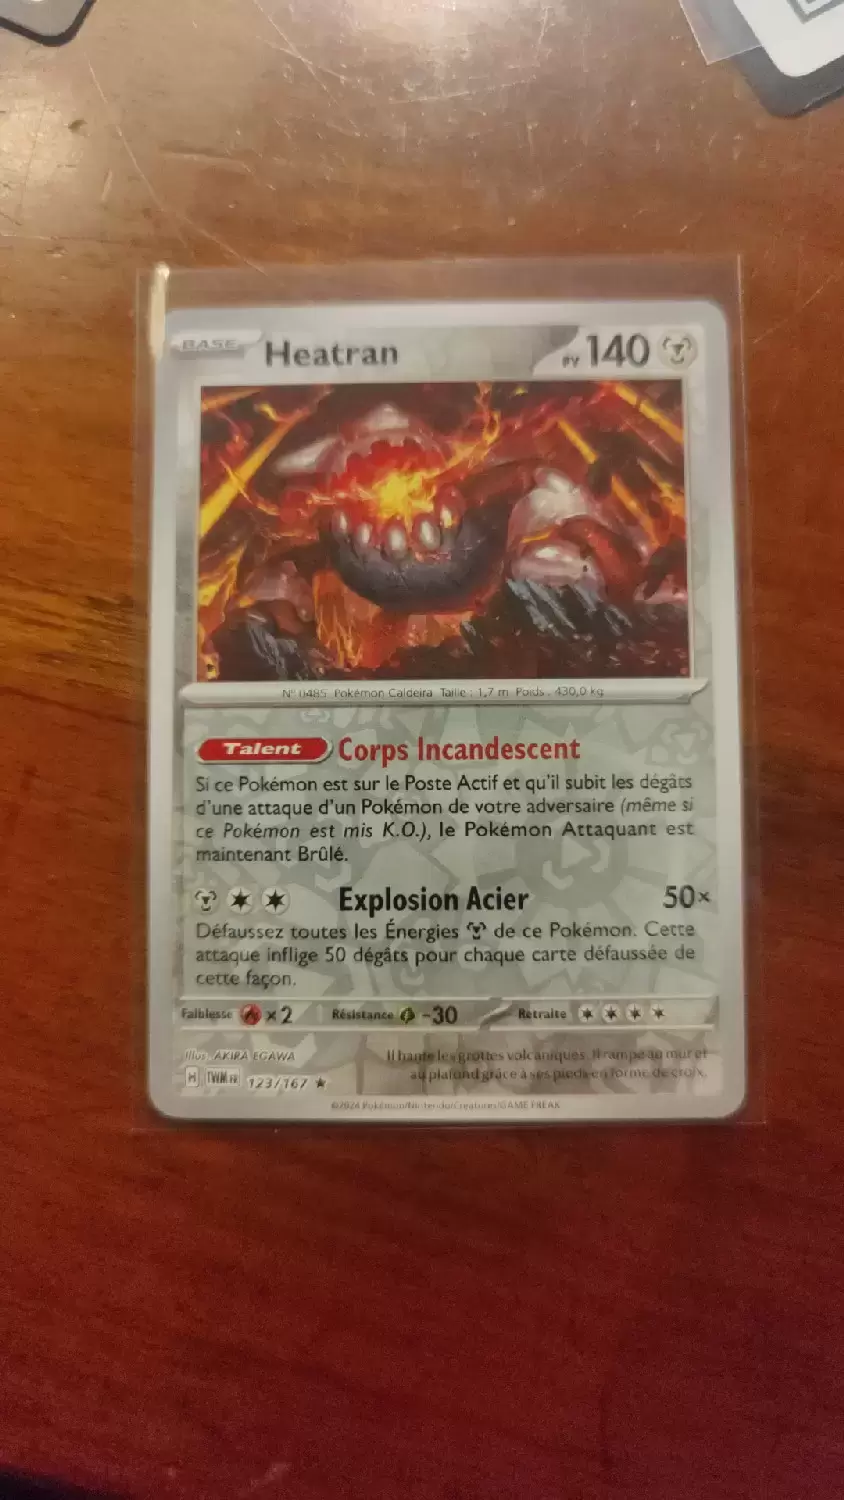 BASE Heatran PV 140
N° 0485 Pokémon Caldeira Taille : 1,7 m Poids : 430,0 kg
Talent Corps Incandescent
Si ce Pokémon est sur le Poste Actif et qu'il subit les dégâts
d'une attaque d'un Pokémon de votre adversaire (même si
ce Pokémon est mis K.O.), le Pokémon Attaquant est
maintenant Brûlé.
Explosion Acier 50×
Défaussez toutes les Énergies de ce Pokémon. Cette
attaque inflige 50 dégâts pour chaque carte défaussée de
cette façon.
Faiblesse ×2 Résistance -30 Retraite
Illus. AKIRA EGAWA
H TWM FR 123/167 ★
Il hante les grottes volcaniques. Il rampe au mur et
au plafond grâce à ses pieds en forme de croix.
©2024 Pokémon/Nintendo/Creatures/GAME FREAK